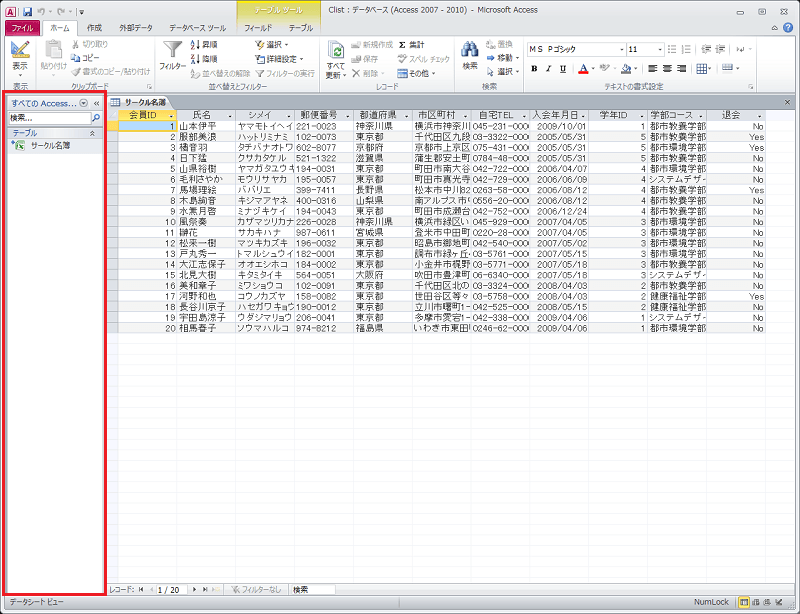 Clist : データベース (Access 2007 - 2010) - Microsoft Access
テーブル ツール
ファイル ホーム 作成 外部データ データベース ツール フィールド テーブル
表示 貼り付け 切り取り コピー 書式のコピー/貼り付け
フィルター 昇順 降順 並べ替えの解除 選択 詳細設定 フィルターの実行
すべて更新 新規作成 保存 削除 集計 スペル チェック その他
検索 置換 移動 選択
MS Pゴシック 11
B I U A
表示 クリップボード 並べ替えとフィルター レコード 検索 テキストの書式設定
すべての Access... «
検索...
テーブル
サークル名簿
サークル名簿
会員ID 氏名 シメイ 郵便番号 都道府県 市区町村 自宅TEL 入会年月日 学年ID 学部コース 退会
1 山本伊平 ヤマモトイヘイ 221-0023 神奈川県 横浜市神奈川 045-231-000 2009/10/01 1 都市教養学部 No
2 服部美浪 ハットリミナミ 102-0073 東京都 千代田区九段 03-3322-000 2005/05/31 5 都市教養学部 Yes
3 橘音羽 タチバナオトワ 602-8077 京都府 京都市上京区 075-431-000 2005/05/31 5 都市教養学部 Yes
4 日下猛 クサカタケル 521-1322 滋賀県 蒲生郡安土町 0784-48-000 2005/05/31 5 都市教養学部 No
5 山県裕樹 ヤマガタユウキ 194-0031 東京都 町田市南大谷 042-722-000 2006/04/07 4 都市教養学部 No
6 毛利さやか モウリサヤカ 195-0057 東京都 町田市真光寺 042-729-000 2006/06/09 4 システムデザイ No
7 馬場理絵 ババリエ 399-7411 長野県 松本市中川 0263-58-000 2006/08/12 4 都市教養学部 Yes
8 木島絢音 キジマアヤネ 400-0316 山梨県 南アルプス市 0556-20-000 2006/08/12 4 都市教養学部 No
9 水無月啓 ミナヅキケイ 194-0043 東京都 町田市成瀬台 042-752-000 2006/12/24 4 都市教養学部 No
10 風祭奏 カザマツリカナ 226-0028 神奈川県 横浜市緑区い 045-929-000 2007/04/05 3 都市環境学部 No
11 榊花 サカキハナ 987-0611 宮城県 登米市中田町 0220-28-000 2007/04/05 3 都市環境学部 No
12 松来一樹 マツキカズキ 196-0032 東京都 昭島市郷地町 042-540-000 2007/05/02 3 都市環境学部 No
13 戸丸秀一 トマルシュウイ 182-0001 東京都 調布市緑ヶ丘 03-5761-000 2007/05/15 3 都市環境学部 No
14 大江志保子 オオエシホコ 184-0002 東京都 小金井市梶野 03-5771-000 2007/05/18 3 システムデザイ No
15 北見大樹 キタミダイキ 564-0051 大阪府 吹田市豊津町 06-6351-000 2007/05/18 3 システムデザイ No
16 美和章子 ミワショウコ 102-0091 東京都 千代田区北の 03-3324-000 2008/04/03 2 都市教養学部 No
17 河野和也 コウノカズヤ 158-0082 東京都 世田谷区等々 03-5758-000 2008/04/03 2 健康福祉学部 Yes
18 長谷川京子 ハセガワキョウ 190-0012 東京都 立川市曙町1- 042-525-000 2008/05/15 2 健康福祉学部 No
19 宇田島涼子 ウダジマリョウ 206-0041 東京都 多摩市愛宕1- 042-338-000 2009/04/06 1 システムデザイ No
20 相馬春子 ソウマハルコ 974-8212 福島県 いわき市東田 0246-62-000 2009/04/06 1 都市環境学部 No
レコード: 1 / 20 フィルターなし 検索
データシート ビュー NumLock